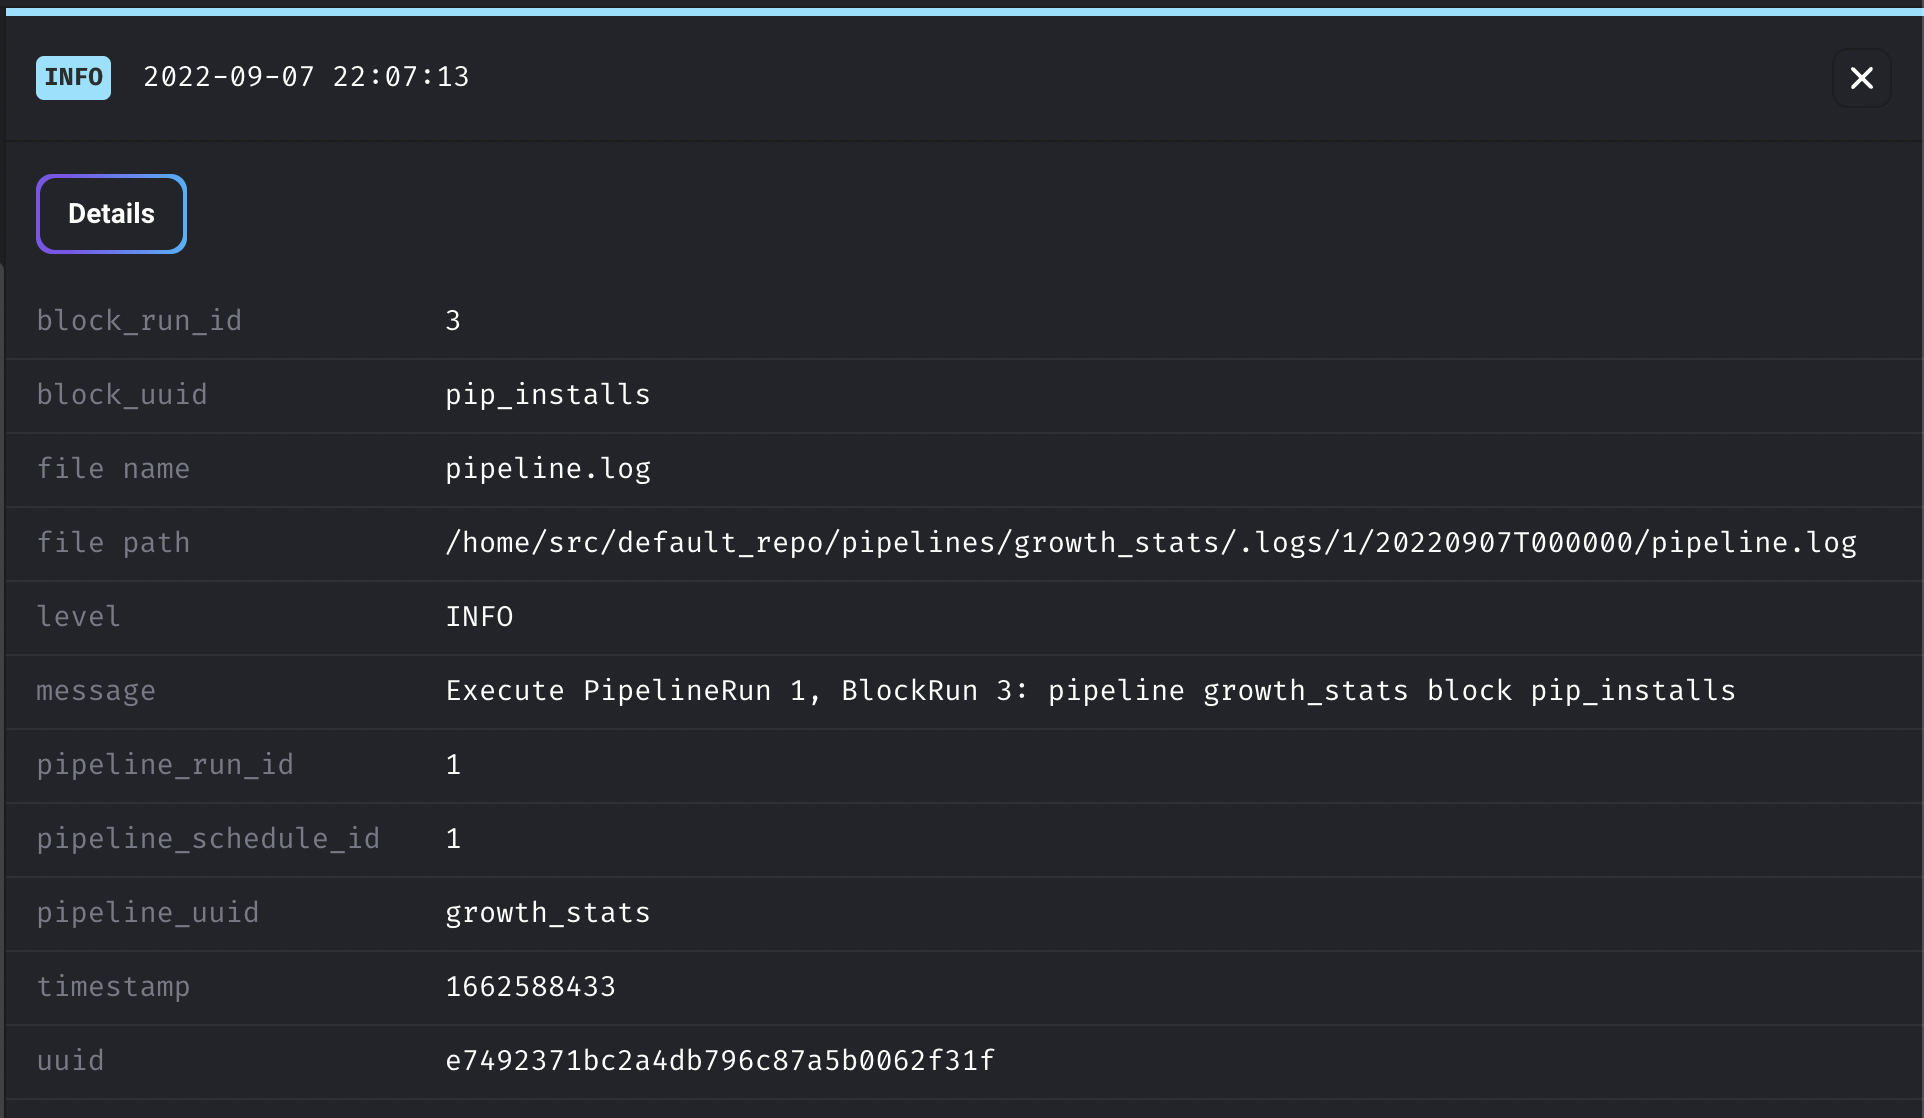 INFO 2022-09-07 22:07:13
Details
block_run_id 3
block_uuid pip_installs
file name pipeline.log
file path /home/src/default_repo/pipelines/growth_stats/.logs/1/20220907T000000/pipeline.log
level INFO
message Execute PipelineRun 1, BlockRun 3: pipeline growth_stats block pip_installs
pipeline_run_id 1
pipeline_schedule_id 1
pipeline_uuid growth_stats
timestamp 1662588433
uuid e7492371bc2a4db796c87a5b0062f31f